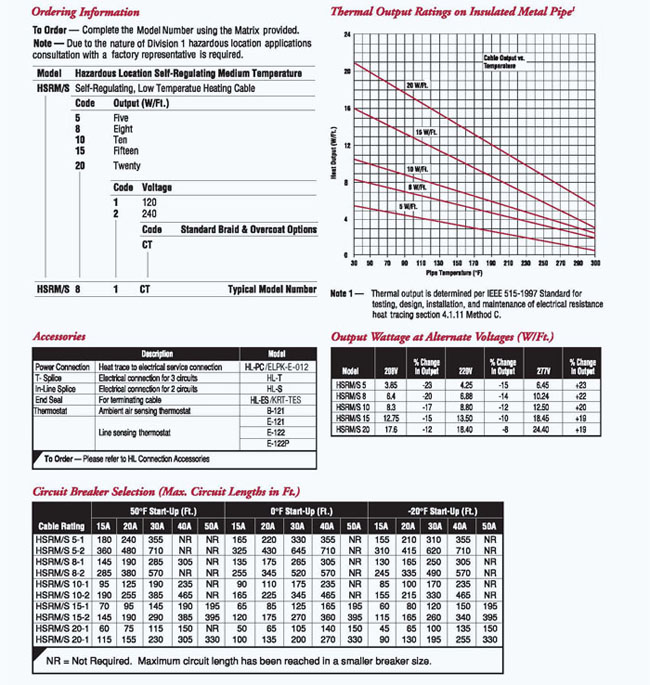 Ordering Information
To Order — Complete the Model Number using the Matrix provided.
Note — Due to the nature of Division 1 hazardous location applications
consultation with a factory representative is required.
Model Hazardous Location Self-Regulating Medium Temperature
HSRM/S Self-Regulating, Low Temperatue Heating Cable
Code Output (W/Ft.)
5 Five
8 Eight
10 Ten
15 Fifteen
20 Twenty
Code Voltage
1 120
2 240
Code Standard Braid & Overcoat Options
CT
HSRM/S 8 1 CT Typical Model Number
Thermal Output Ratings on Insulated Metal Pipe¹
Cable Output vs.
Temperature
Heat Output (W/Ft.)
24
20
16
12
8
4
0
20 W/Ft.
15 W/Ft.
10 W/Ft.
8 W/Ft.
5 W/Ft.
30 50 70 90 110 130 150 170 190 210 230 250 270 290 300
Pipe Temperature (°F)
Note 1 — Thermal output is determined per IEEE 515-1997 Standard for
testing, design, installation, and maintenance of electrical resistance
heat tracing section 4.1.11 Method C.
Accessories
Description Model
Power Connection Heat trace to electrical service connection HL-PC/ELPK-E-012
T- Splice Electrical connection for 3 circuits HL-T
In-Line Splice Electrical connection for 2 circuits HL-S
End Seal For terminating cable HL-ES/KRT-TES
Thermostat Ambient air sensing thermostat B-121
Line sensing thermostat E-121
E-122
E-122P
To Order — Please refer to HL Connection Accessories
Output Wattage at Alternate Voltages (W/Ft.)
Model 208V % Change in Output 220V % Change in Output 277V % Change in Output
HSRM/S 5 3.85 -23 4.25 -15 6.45 +23
HSRM/S 8 6.4 -20 6.88 -14 10.24 +22
HSRM/S 10 8.3 -17 8.80 -12 12.50 +20
HSRM/S 15 12.75 -15 13.50 -10 18.45 +19
HSRM/S 20 17.6 -12 18.40 -8 24.40 +19
Circuit Breaker Selection (Max. Circuit Lengths in Ft.)
50°F Start-Up (Ft.) 0°F Start-Up (Ft.) -20°F Start-Up (Ft.)
Cable Rating 15A 20A 30A 40A 50A 15A 20A 30A 40A 50A 15A 20A 30A 40A 50A
HSRM/S 5-1 180 240 355 NR NR 165 220 330 355 NR 155 210 310 355 NR
HSRM/S 5-2 360 480 710 NR NR 325 430 645 710 NR 310 415 620 710 NR
HSRM/S 8-1 145 190 285 305 NR 135 175 265 305 NR 130 165 250 305 NR
HSRM/S 8-2 285 380 570 NR NR 255 345 520 570 NR 245 335 490 570 NR
HSRM/S 10-1 95 125 190 235 NR 90 110 175 235 NR 85 100 170 235 NR
HSRM/S 10-2 190 255 385 465 NR 165 225 345 465 NR 155 215 330 465 NR
HSRM/S 15-1 70 95 145 190 195 65 85 125 165 195 60 80 120 150 195
HSRM/S 15-2 145 190 290 385 395 120 175 270 360 395 115 165 260 340 395
HSRM/S 20-1 60 75 115 150 NR 50 65 105 140 150 45 65 100 135 150
HSRM/S 20-1 115 155 230 305 330 100 135 200 270 330 90 130 195 255 330
NR = Not Required. Maximum circuit length has been reached in a smaller breaker size.